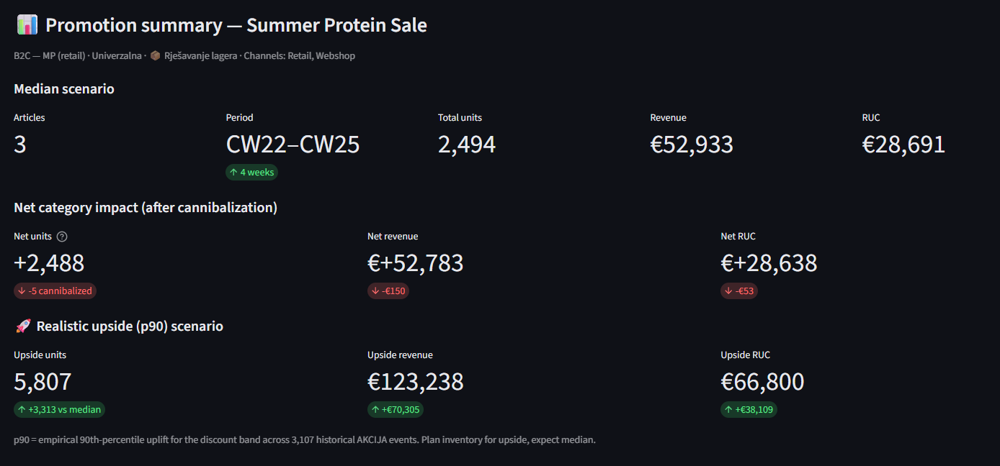 📊 Promotion summary — Summer Protein Sale
B2C — MP (retail) · Univerzalna · 📦 Rješavanje lagera · Channels: Retail, Webshop
Median scenario
Articles Period Total units Revenue RUC
3 CW22–CW25 2,494 €52,933 €28,691
↑ 4 weeks
Net category impact (after cannibalization)
Net units ? Net revenue Net RUC
+2,488 €+52,783 €+28,638
↓ -5 cannibalized ↓ -€150 ↓ -€53
🚀 Realistic upside (p90) scenario
Upside units Upside revenue Upside RUC
5,807 €123,238 €66,800
↑ +3,313 vs median ↑ +€70,305 ↑ +€38,109
p90 = empirical 90th-percentile uplift for the discount band across 3,107 historical AKCIJA events. Plan inventory for upside, expect median.